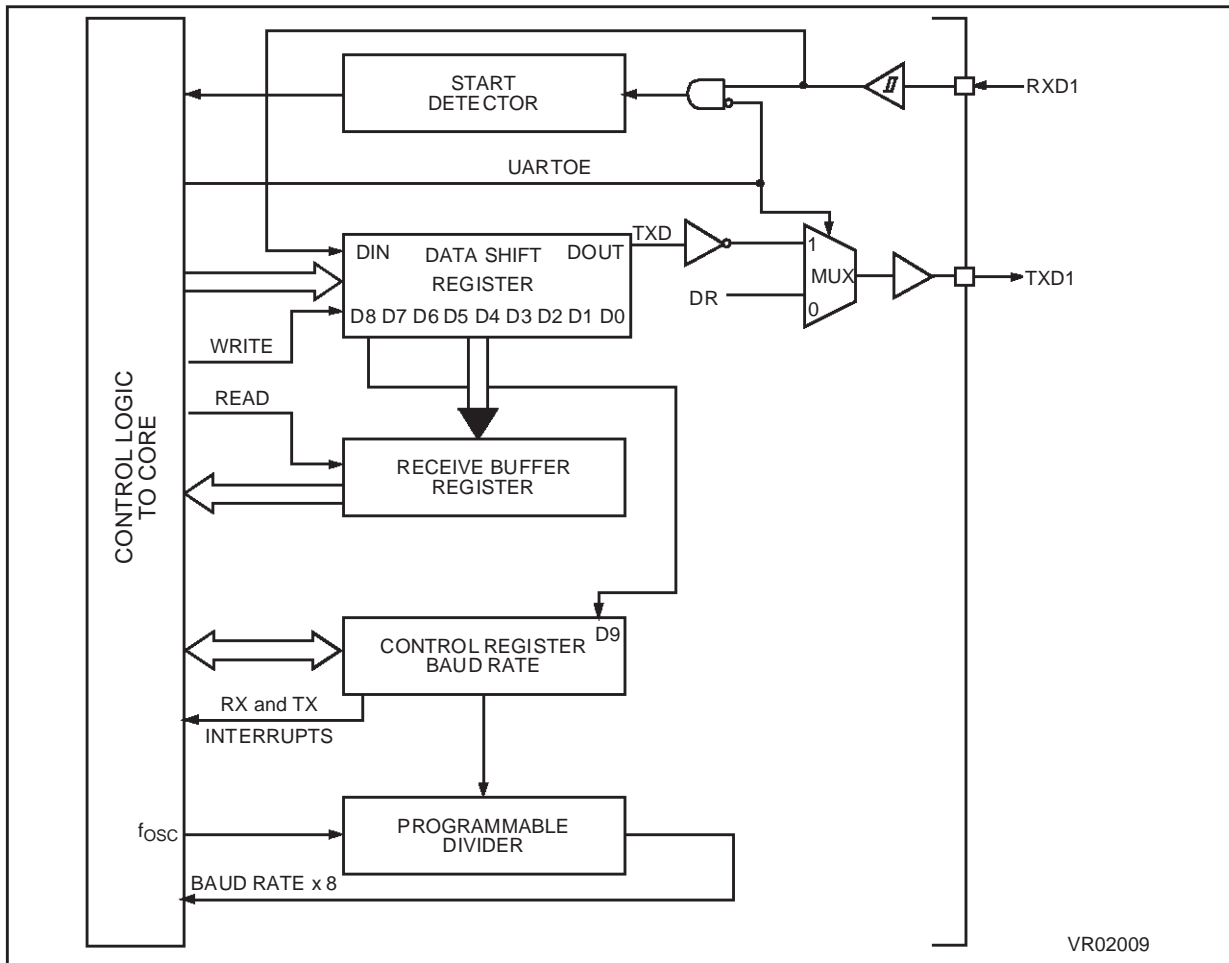 START
DETECTOR
RXD1
UARTOE
TXD
DIN DATA SHIFT DOUT
REGISTER
D8 D7 D6 D5 D4 D3 D2 D1 D0
1
MUX
0
DR
TXD1
WRITE
READ
CONTROL LOGIC
TO CORE
RECEIVE BUFFER
REGISTER
D9
CONTROL REGISTER
BAUD RATE
RX and TX
INTERRUPTS
fOSC
PROGRAMMABLE
DIVIDER
BAUD RATE x 8
VR02009